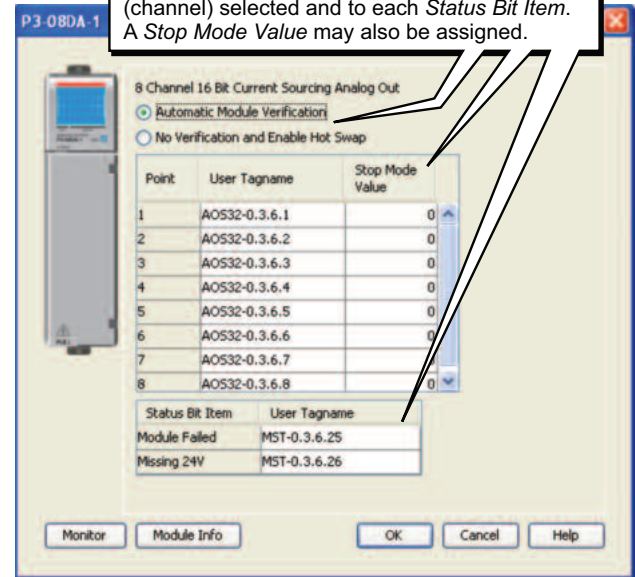 (channel) selected and to each Status Bit Item.
A Stop Mode Value may also be assigned.
P3-08DA-1
8 Channel 16 Bit Current Sourcing Analog Out
Automatic Module Verification
No Verification and Enable Hot Swap
Point User Tagname Stop Mode Value
1 AOS32-0.3.6.1 0
2 AOS32-0.3.6.2 0
3 AOS32-0.3.6.3 0
4 AOS32-0.3.6.4 0
5 AOS32-0.3.6.5 0
6 AOS32-0.3.6.6 0
7 AOS32-0.3.6.7 0
8 AOS32-0.3.6.8 0
Status Bit Item User Tagname
Module Failed MST-0.3.6.25
Missing 24V MST-0.3.6.26
Monitor Module Info OK Cancel Help